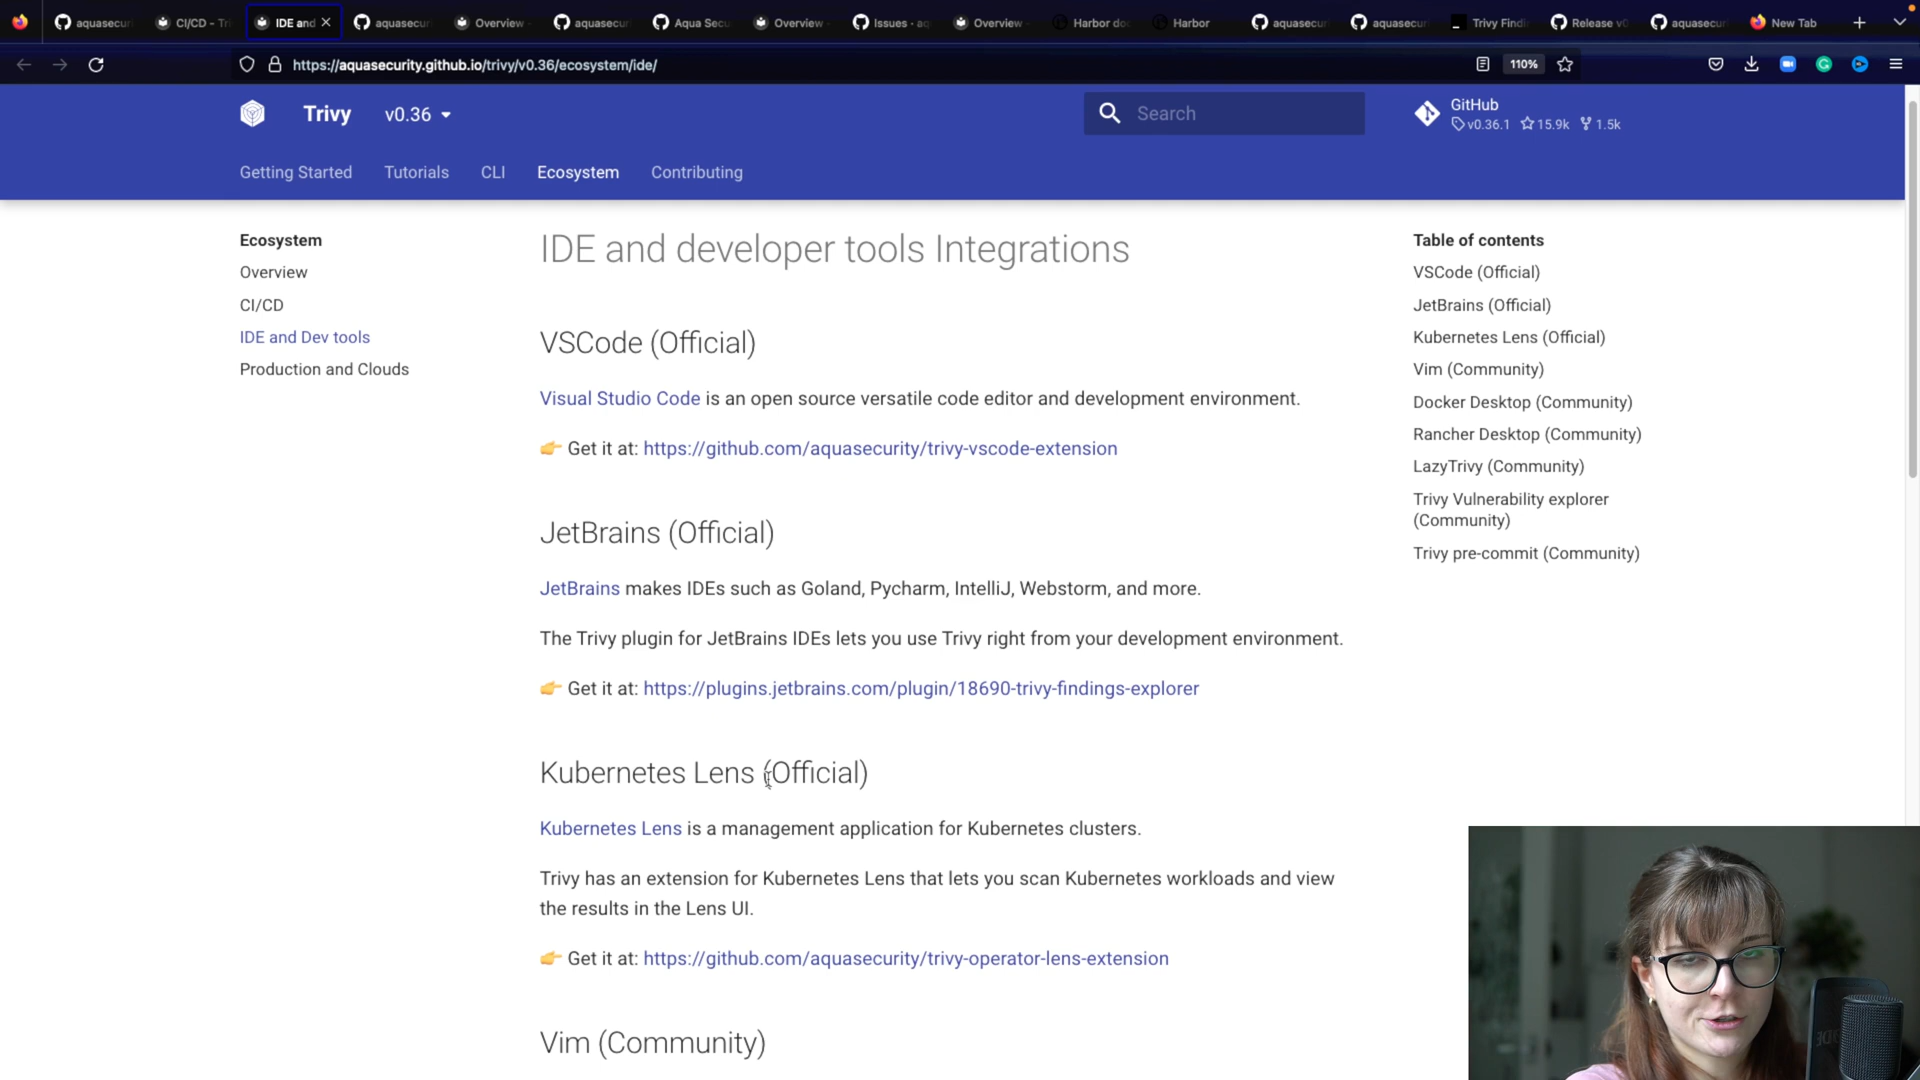 aquasecuri
CI/CD - Tri
IDE and
aquasecuri
Overview
aquasecuri
Aqua Secu
Overview
Issues · aq
Overview
Harbor doc
Harbor
aquasecuri
aquasecuri
Trivy Findi
Release v0
aquasecuri
New Tab
https://aquasecurity.github.io/trivy/v0.36/ecosystem/ide/
110%
Trivy
v0.36
Search
GitHub
v0.36.1 15.9k 1.5k
Getting Started
Tutorials
CLI
Ecosystem
Contributing
Ecosystem
Overview
CI/CD
IDE and Dev tools
Production and Clouds
IDE and developer tools Integrations
VSCode (Official)
Visual Studio Code is an open source versatile code editor and development environment.
👉 Get it at: https://github.com/aquasecurity/trivy-vscode-extension
JetBrains (Official)
JetBrains makes IDEs such as Goland, Pycharm, IntelliJ, Webstorm, and more.
The Trivy plugin for JetBrains IDEs lets you use Trivy right from your development environment.
👉 Get it at: https://plugins.jetbrains.com/plugin/18690-trivy-findings-explorer
Kubernetes Lens (Official)
Kubernetes Lens is a management application for Kubernetes clusters.
Trivy has an extension for Kubernetes Lens that lets you scan Kubernetes workloads and view
the results in the Lens UI.
👉 Get it at: https://github.com/aquasecurity/trivy-operator-lens-extension
Vim (Community)
Table of contents
VSCode (Official)
JetBrains (Official)
Kubernetes Lens (Official)
Vim (Community)
Docker Desktop (Community)
Rancher Desktop (Community)
LazyTrivy (Community)
Trivy Vulnerability explorer
(Community)
Trivy pre-commit (Community)